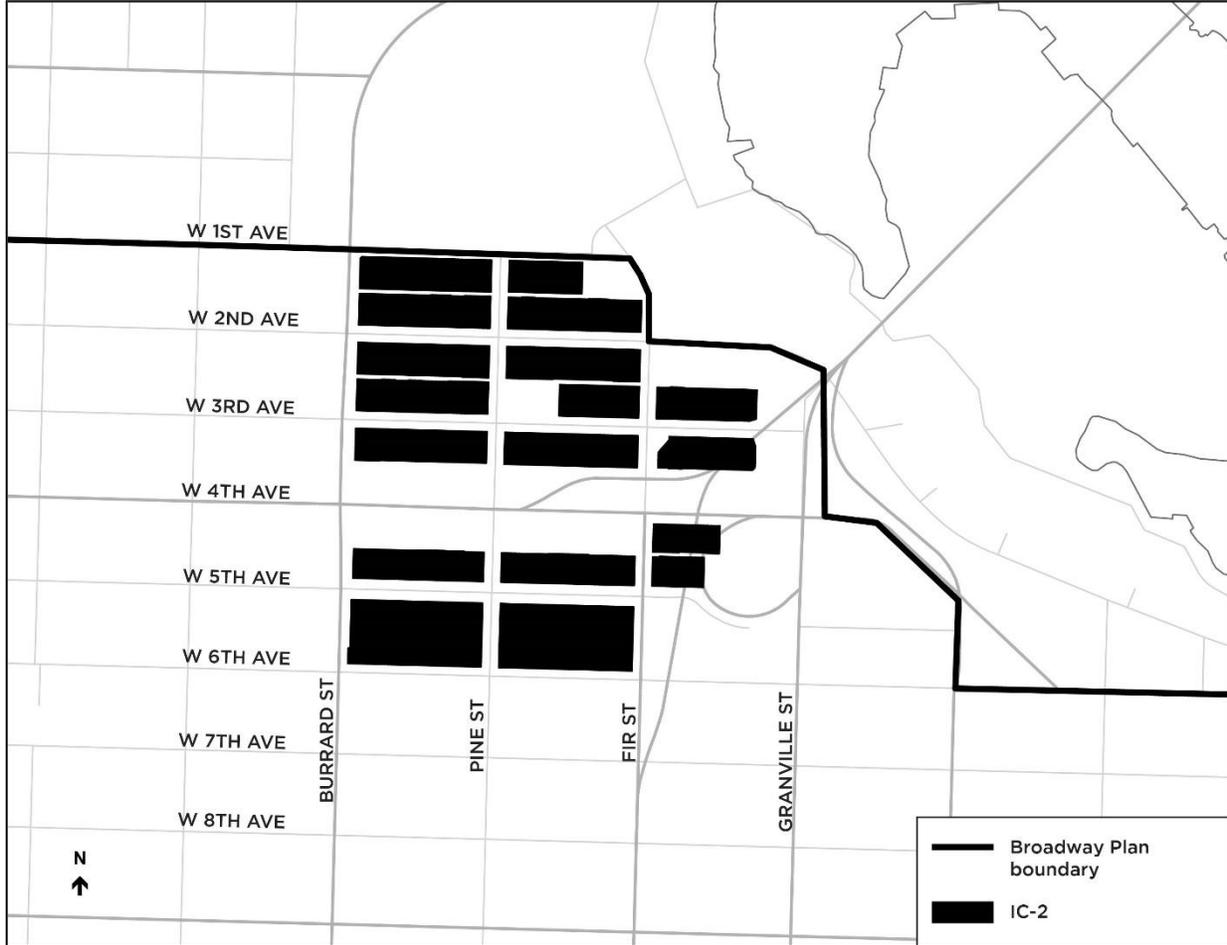 W 1ST AVE
W 2ND AVE
W 3RD AVE
W 4TH AVE
W 5TH AVE
W 6TH AVE
W 7TH AVE
W 8TH AVE
BURRARD ST
PINE ST
FIR ST
GRANVILLE ST
N
Broadway Plan
boundary
IC-2